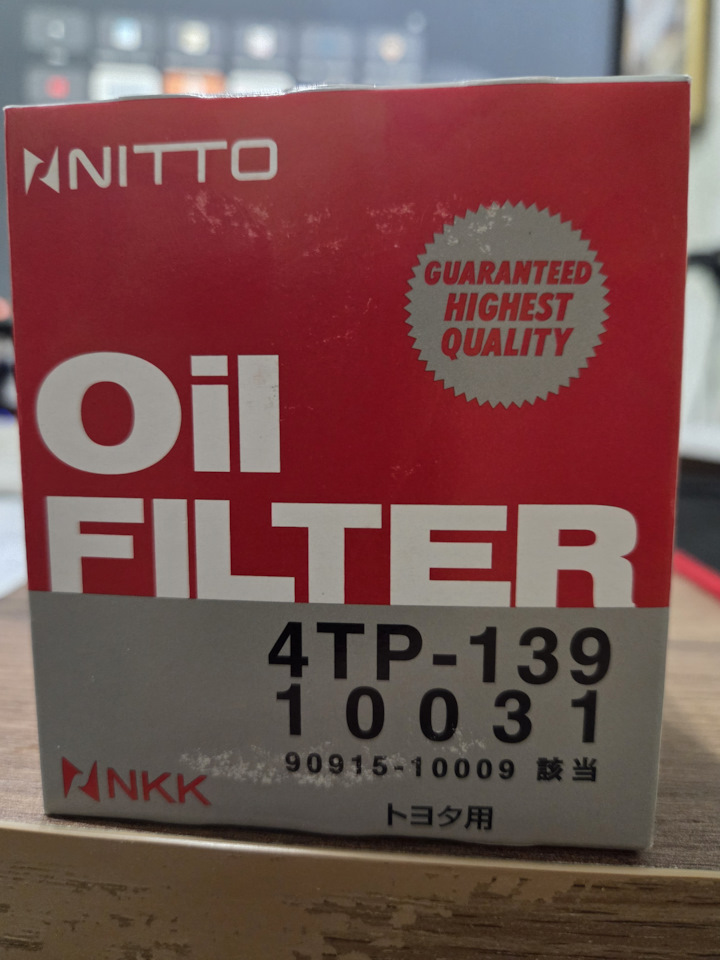 NITTO
GUARANTEED
HIGHEST
QUALITY
Oil
FILTER
4TP-139
10031
90915-10009 該当
NKK
トヨタ用